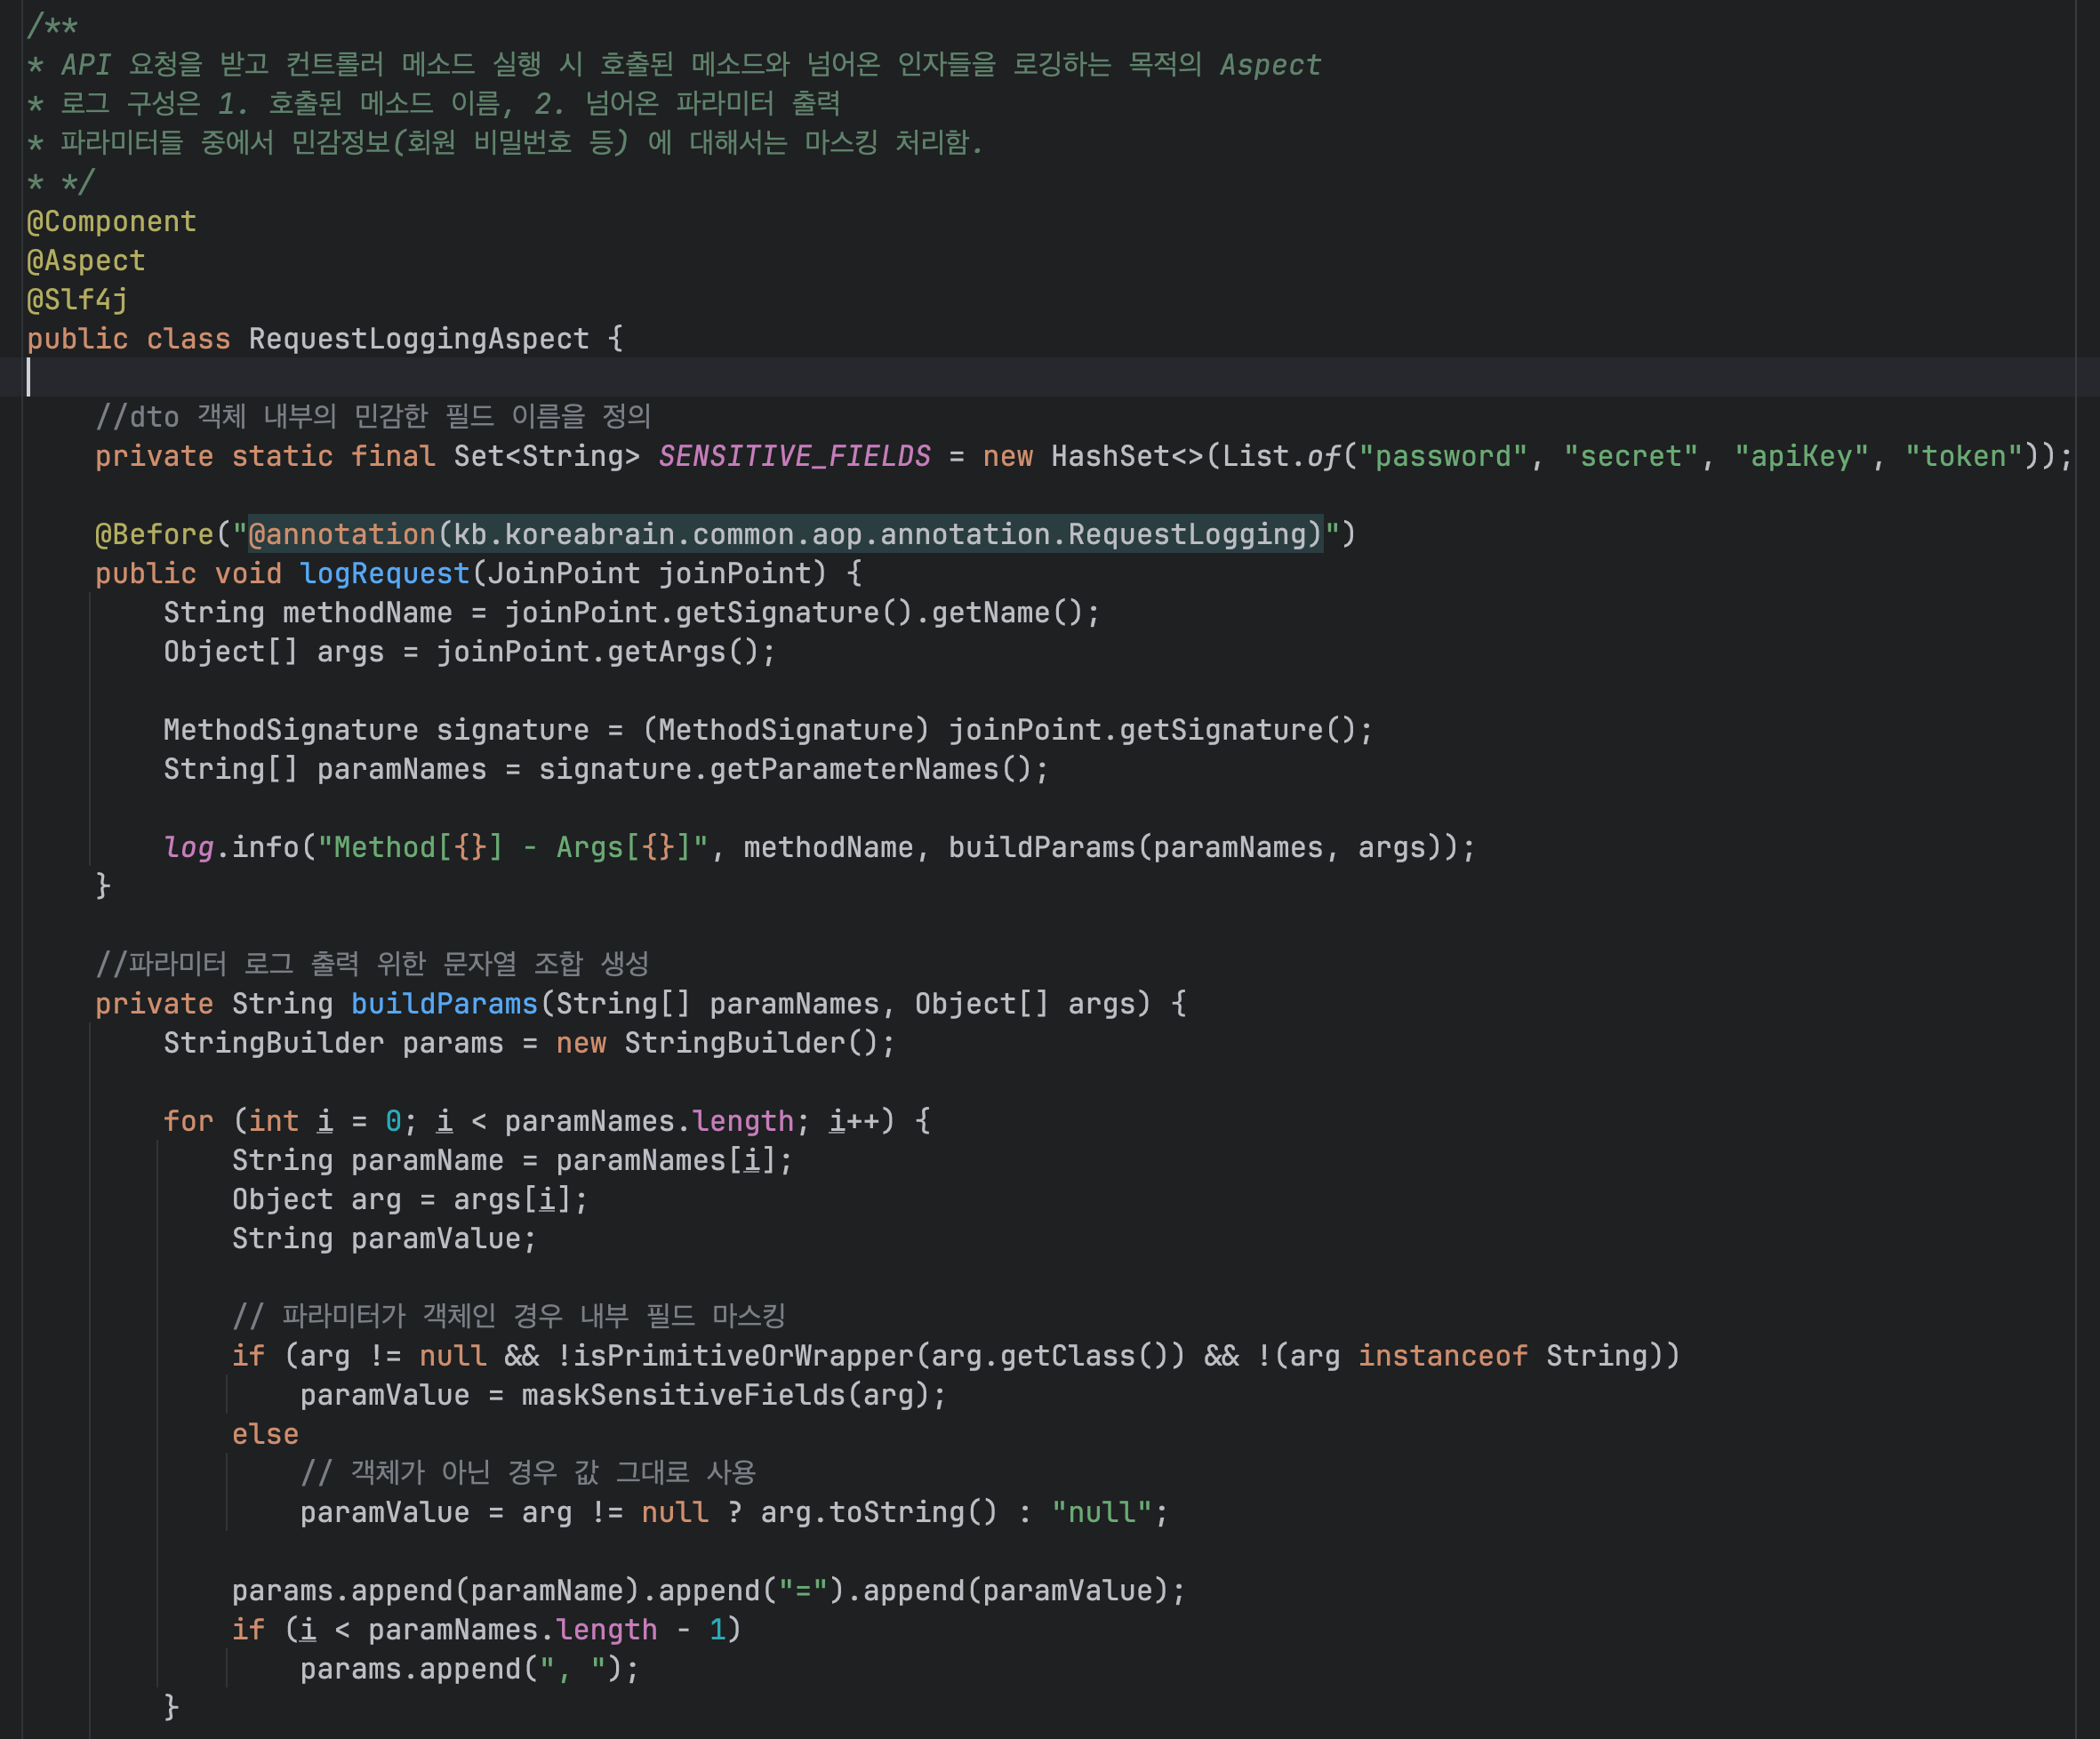 /**
* API 요청을 받고 컨트롤러 메소드 실행 시 호출된 메소드와 넘어온 인자들을 로깅하는 목적의 Aspect
* 로그 구성은 1. 호출된 메소드 이름, 2. 넘어온 파라미터 출력
* 파라미터들 중에서 민감정보(회원 비밀번호 등) 에 대해서는 마스킹 처리함.
* */
@Component
@Aspect
@Slf4j
public class RequestLoggingAspect {
//dto 객체 내부의 민감한 필드 이름을 정의
private static final Set<String> SENSITIVE_FIELDS = new HashSet<>(List.of("password", "secret", "apiKey", "token"));
@Before("@annotation(kb.koreabrain.common.aop.annotation.RequestLogging)")
public void logRequest(JoinPoint joinPoint) {
String methodName = joinPoint.getSignature().getName();
Object[] args = joinPoint.getArgs();
MethodSignature signature = (MethodSignature) joinPoint.getSignature();
String[] paramNames = signature.getParameterNames();
log.info("Method[{}] - Args[{}]", methodName, buildParams(paramNames, args));
}
//파라미터 로그 출력 위한 문자열 조합 생성
private String buildParams(String[] paramNames, Object[] args) {
StringBuilder params = new StringBuilder();
for (int i = 0; i < paramNames.length; i++) {
String paramName = paramNames[i];
Object arg = args[i];
String paramValue;
// 파라미터가 객체인 경우 내부 필드 마스킹
if (arg != null && !isPrimitiveOrWrapper(arg.getClass()) && !(arg instanceof String))
paramValue = maskSensitiveFields(arg);
else
// 객체가 아닌 경우 값 그대로 사용
paramValue = arg != null ? arg.toString() : "null";
params.append(paramName).append("=").append(paramValue);
if (i < paramNames.length - 1)
params.append(", ");
}